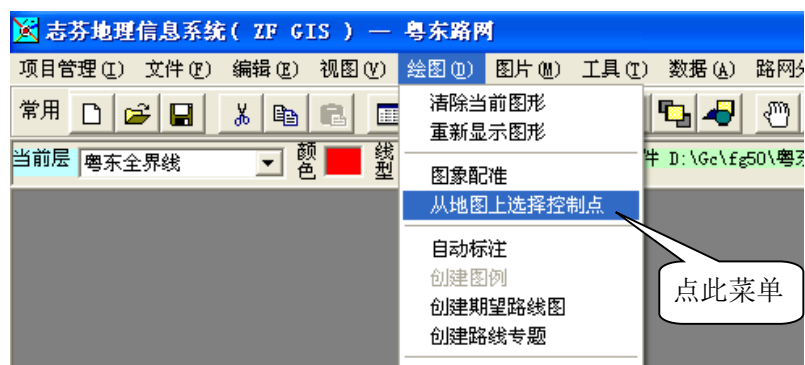 志芬地理信息系统( ZF GIS ) — 粤东路网
项目管理(I) 文件(F) 编辑(E) 视图(V) 绘图(D) 图片(M) 工具(T) 数据(A) 路网分
常用
清除当前图形
重新显示图形
当前层 粤东全界线 颜色 线型 件 D:\Gc\fg50\粤东
图象配准
从地图上选择控制点
自动标注
创建图例
点此菜单
创建期望路线图
创建路线专题